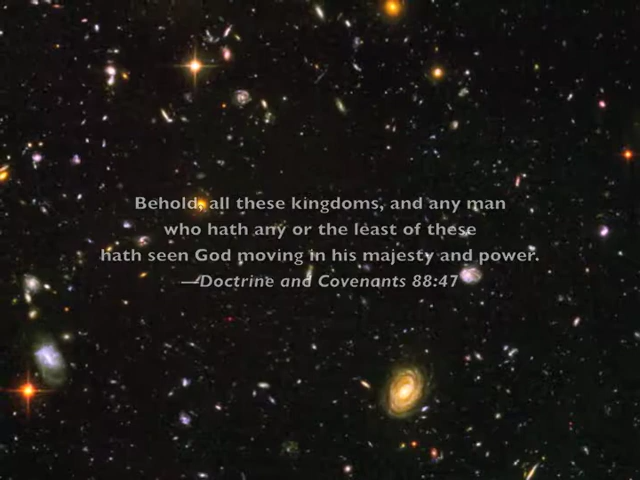 Behold, all these kingdoms, and any man
who hath any or the least of these
hath seen God moving in his majesty and power.
—Doctrine and Covenants 88:47